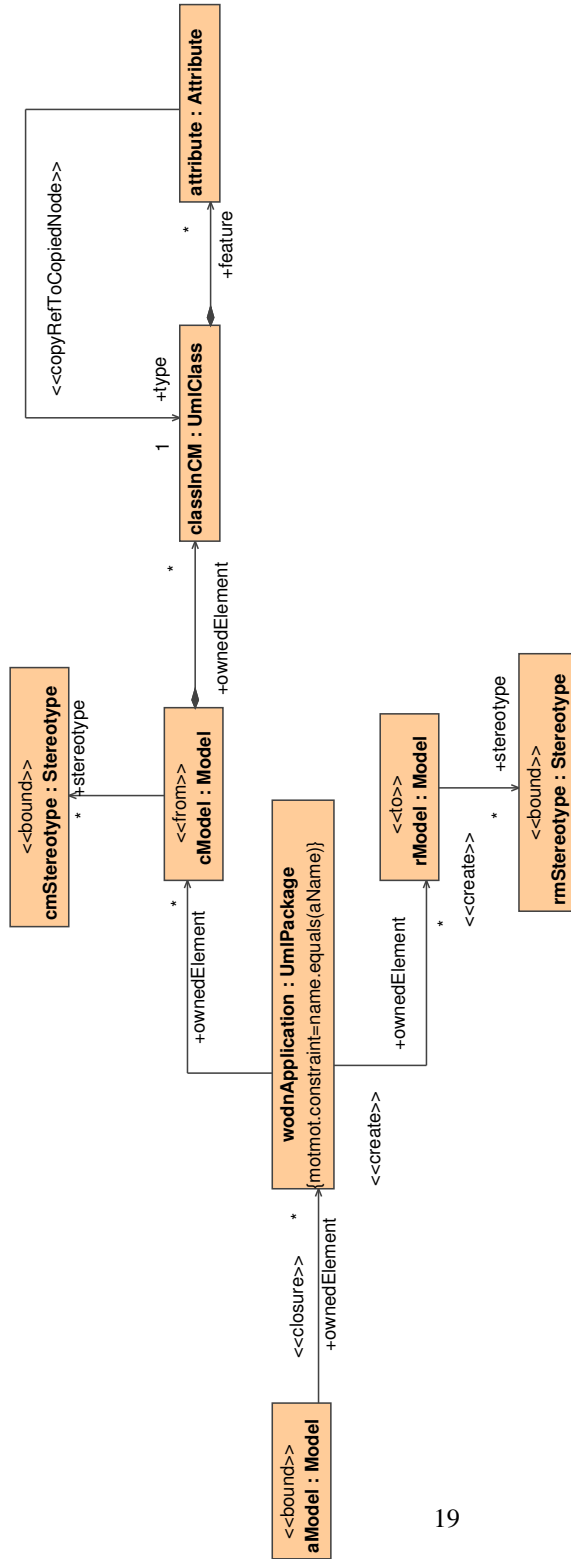 <<copyRefToCopiedNode>>
attribute : Attribute
*
+feature
+type
1
classInCM : UmlClass
*
+ownedElement
<<bound>>
cmStereotype : Stereotype
*
+stereotype
<<from>>
cModel : Model
*
+ownedElement
wodnApplication : UmlPackage
{motmot.constraint=name.equals(aName)}
<<create>>
+ownedElement
*
<<create>>
<<to>>
rModel : Model
*
+stereotype
<<bound>>
rmStereotype : Stereotype
<<closure>>
*
+ownedElement
<<bound>>
aModel : Model
19